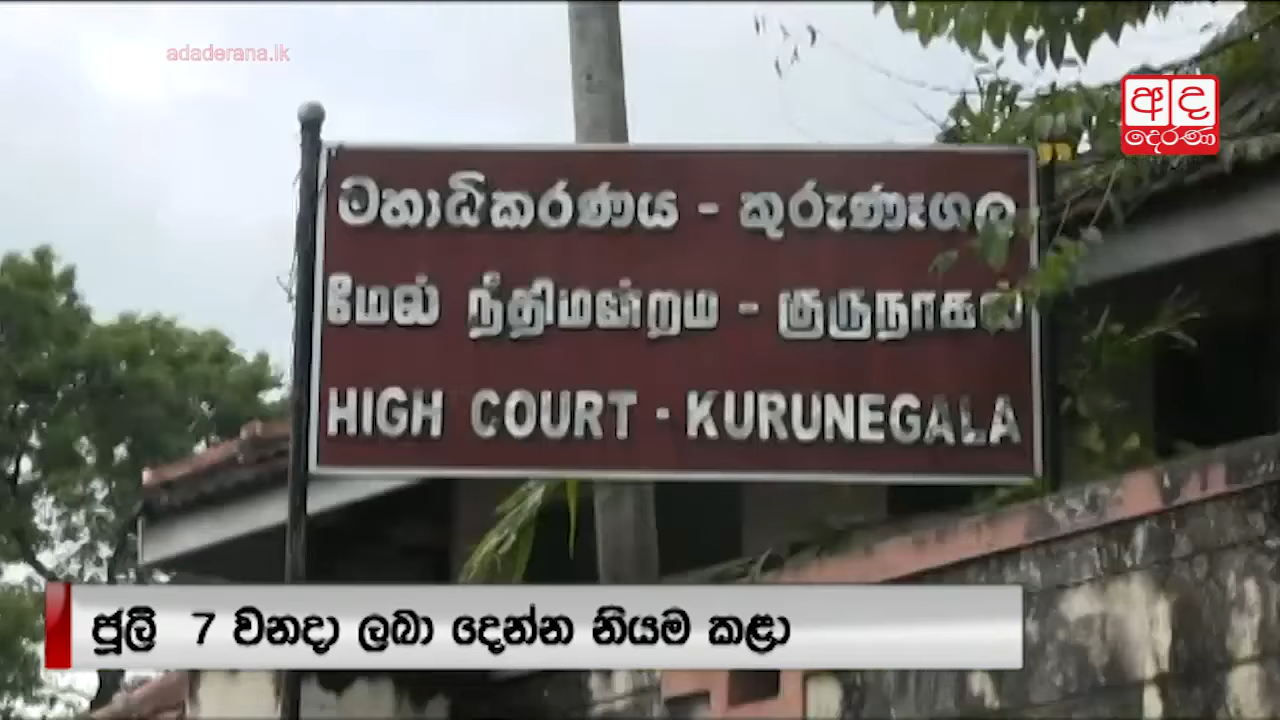 adaderana.lk
අද
දෙරණ
මහාධිකරණය - කුරුණෑගල
மேல் நீதிமன்றம - குருநாகல்
HIGH COURT - KURUNEGALA
ජූලි 7 වනදා ලබා දෙන්න නියම කළා